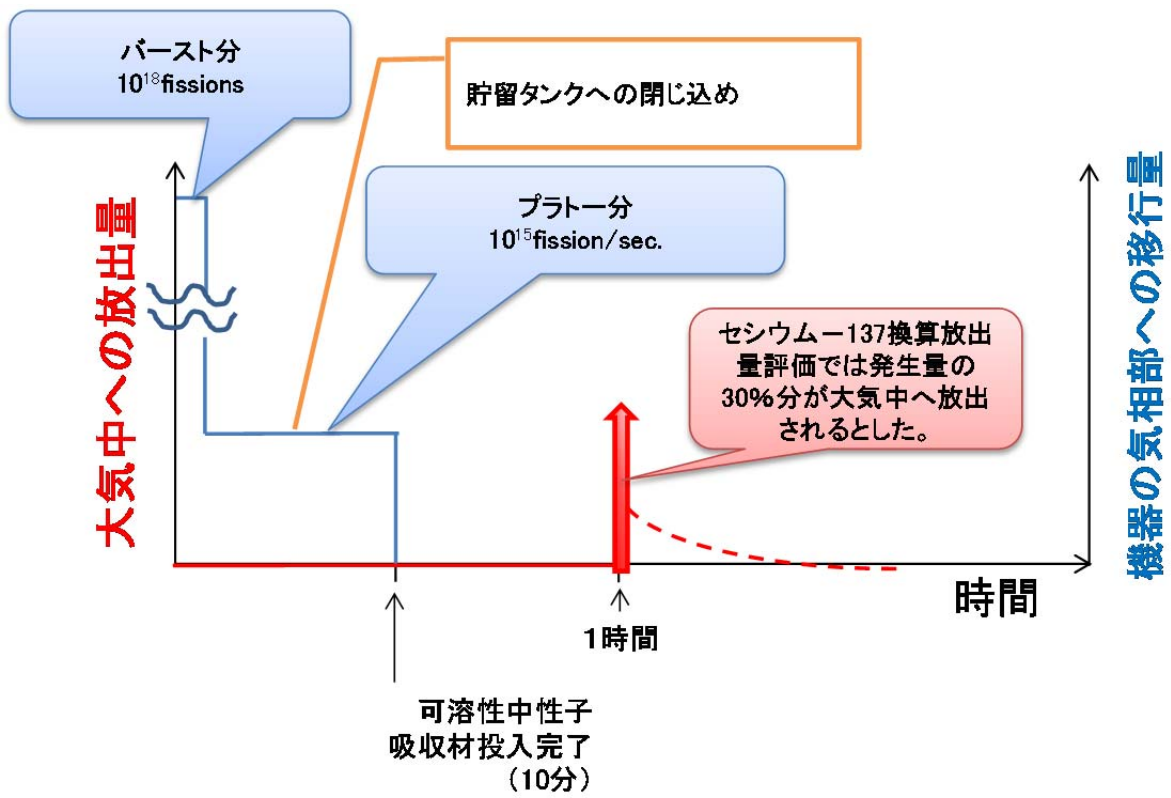 バースト分
10¹⁸fissions
貯留タンクへの閉じ込め
プラトー分
10¹⁵fission/sec.
大気中への放出量
機器の気相部への移行量
セシウムー137換算放出
量評価では発生量の
30%分が大気中へ放出
されるとした。
時間
1時間
可溶性中性子
吸収材投入完了
(10分)